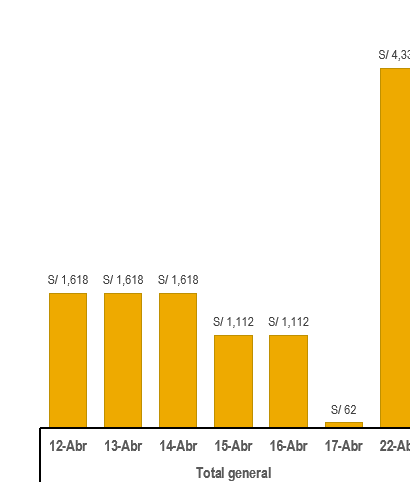 S/ 1,618
S/ 1,618
S/ 1,618
S/ 1,112
S/ 1,112
S/ 62
12-Abr
13-Abr
14-Abr
15-Abr
16-Abr
17-Abr
Total general